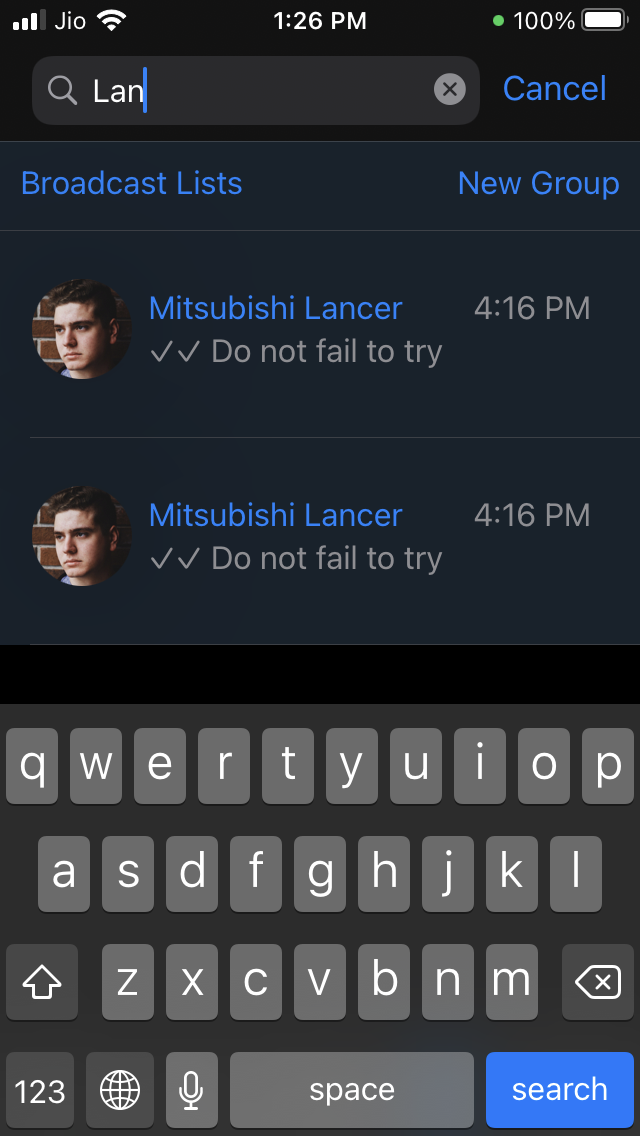 Jio 1:26 PM 100%
Lan Cancel
Broadcast Lists New Group
Mitsubishi Lancer 4:16 PM
✓✓ Do not fail to try
Mitsubishi Lancer 4:16 PM
✓✓ Do not fail to try
q w e r t y u i o p
a s d f g h j k l
z x c v b n m
123 space search